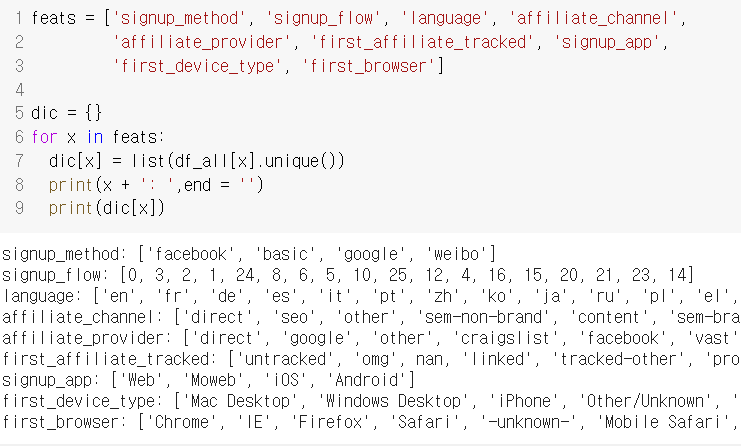 1 feats = ['signup_method', 'signup_flow', 'language', 'affiliate_channel',
2          'affiliate_provider', 'first_affiliate_tracked', 'signup_app',
3          'first_device_type', 'first_browser']
4
5 dic = {}
6 for x in feats:
7   dic[x] = list(df_all[x].unique())
8   print(x + ': ',end = '')
9   print(dic[x])
signup_method: ['facebook', 'basic', 'google', 'weibo']
signup_flow: [0, 3, 2, 1, 24, 8, 6, 5, 10, 25, 12, 4, 16, 15, 20, 21, 23, 14]
language: ['en', 'fr', 'de', 'es', 'it', 'pt', 'zh', 'ko', 'ja', 'ru', 'pl', 'el',
affiliate_channel: ['direct', 'seo', 'other', 'sem-non-brand', 'content', 'sem-bra
affiliate_provider: ['direct', 'google', 'other', 'craigslist', 'facebook', 'vast'
first_affiliate_tracked: ['untracked', 'omg', nan, 'linked', 'tracked-other', 'pro
signup_app: ['Web', 'Moweb', 'iOS', 'Android']
first_device_type: ['Mac Desktop', 'Windows Desktop', 'iPhone', 'Other/Unknown', '
first_browser: ['Chrome', 'IE', 'Firefox', 'Safari', '-unknown-', 'Mobile Safari',